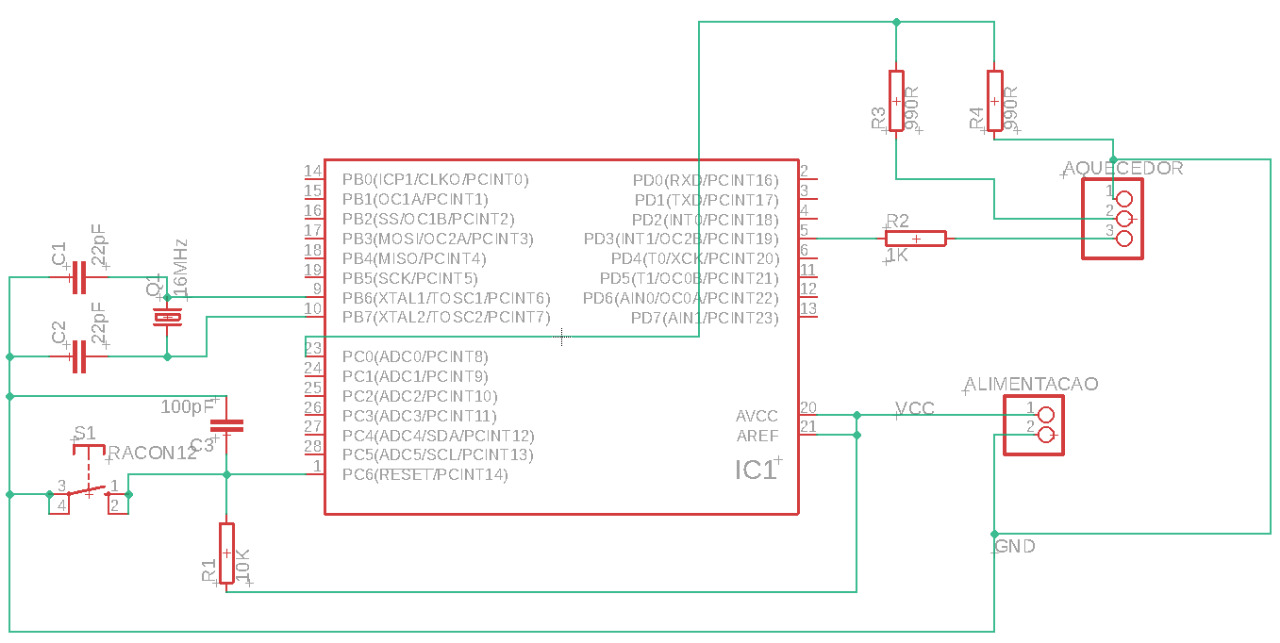 R3
990R
R4
990R
AQUECEDOR
1
2
3
R2
1K
14
PB0(ICP1/CLKO/PCINT0)
15
PB1(OC1A/PCINT1)
16
PB2(SS/OC1B/PCINT2)
17
PB3(MOSI/OC2A/PCINT3)
18
PB4(MISO/PCINT4)
19
PB5(SCK/PCINT5)
9
PB6(XTAL1/TOSC1/PCINT6)
10
PB7(XTAL2/TOSC2/PCINT7)
23
PC0(ADC0/PCINT8)
24
PC1(ADC1/PCINT9)
25
PC2(ADC2/PCINT10)
26
PC3(ADC3/PCINT11)
27
PC4(ADC4/SDA/PCINT12)
28
PC5(ADC5/SCL/PCINT13)
1
PC6(RESET/PCINT14)
PD0(RXD/PCINT16)
2
PD1(TXD/PCINT17)
3
PD2(INT0/PCINT18)
4
PD3(INT1/OC2B/PCINT19)
5
PD4(T0/XCK/PCINT20)
6
PD5(T1/OC0B/PCINT21)
11
PD6(AIN0/OC0A/PCINT22)
12
PD7(AIN1/PCINT23)
13
AVCC
20
AREF
21
IC1
C1
22pF
Q1
16MHz
C2
22pF
100pF
C3
S1
RACON12
3
1
4
2
R1
10K
VCC
ALIMENTACAO
1
2
GND